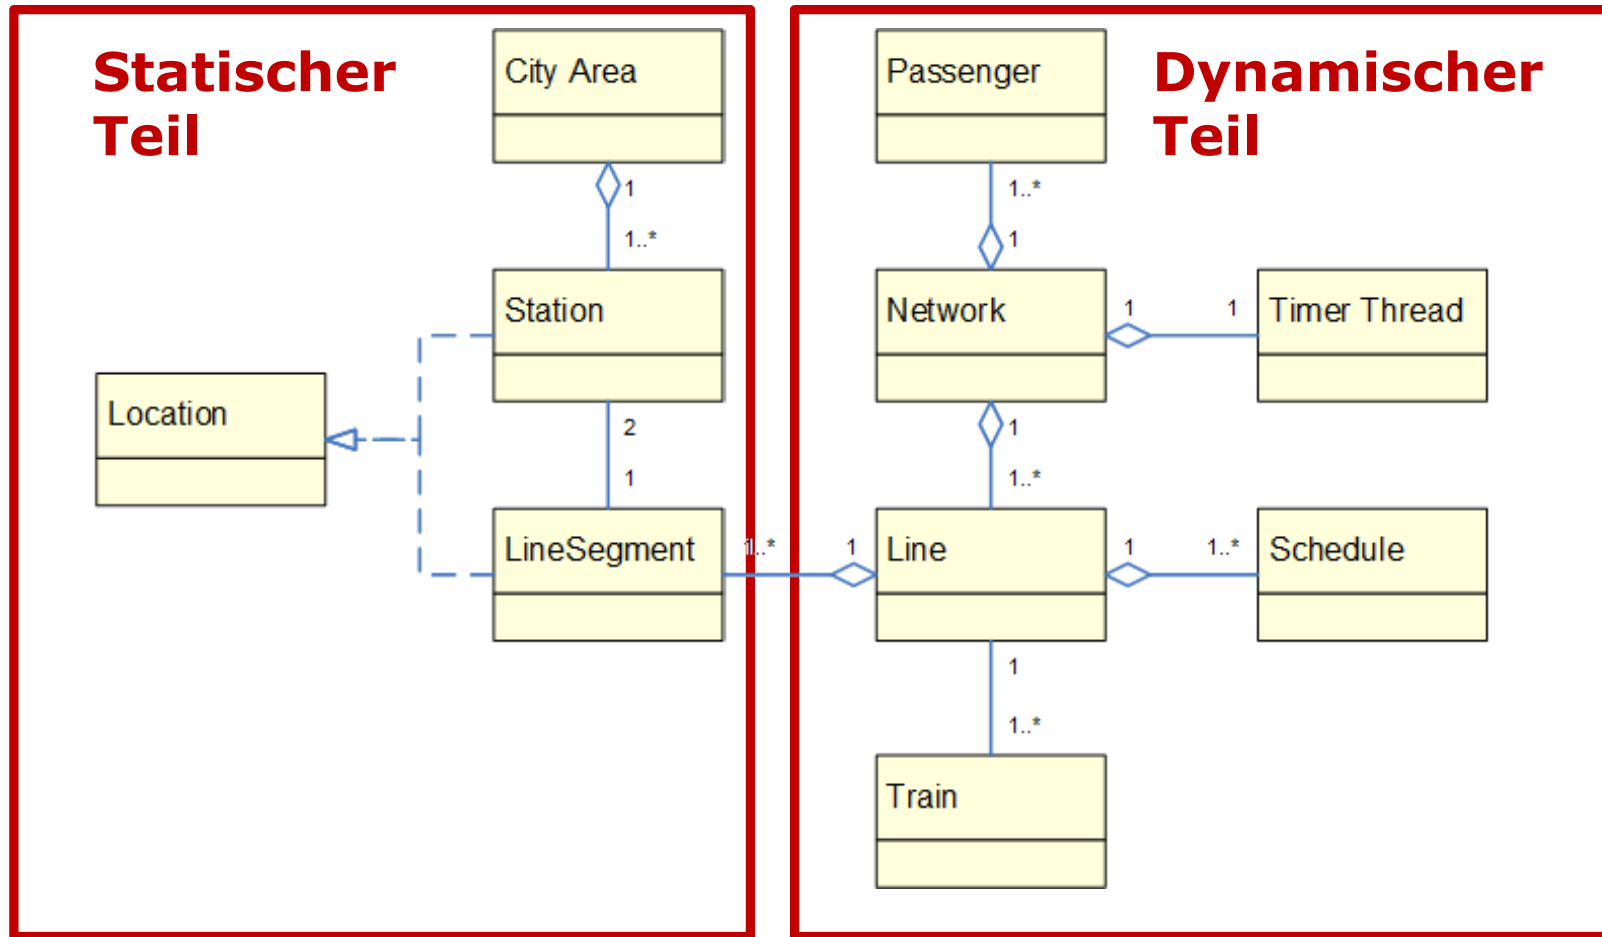 Statischer
Teil
City Area
1
1..*
Station
Location
2
1
LineSegment
1..*
Dynamischer
Teil
Passenger
1..*
1
Network
1
1
Timer Thread
1
1..*
1
Line
1
1..*
Schedule
1
1..*
Train